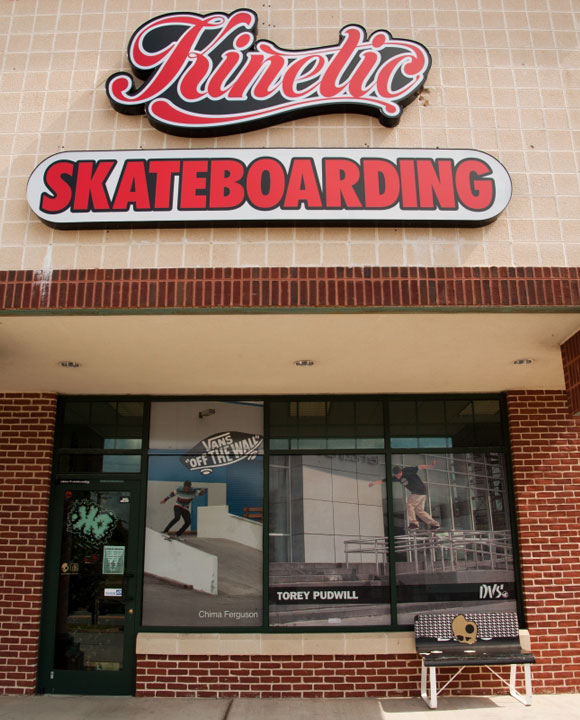 Kinetic
SKATEBOARDING
VANS
"OFF THE WALL"
Chima Ferguson
TOREY PUDWILL
DVS